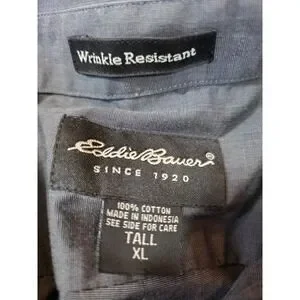 Wrinkle Resistant
Eddie Bauer®
SINCE 1920
100% COTTON
MADE IN INDONESIA
SEE SIDE FOR CARE
TALL
XL